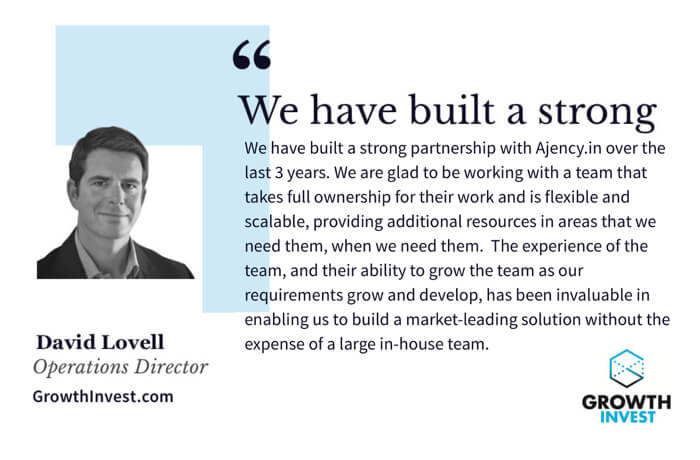 “
We have built a strong
We have built a strong partnership with Ajency.in over the
last 3 years. We are glad to be working with a team that
takes full ownership for their work and is flexible and
scalable, providing additional resources in areas that we
need them, when we need them.  The experience of the
team, and their ability to grow the team as our
requirements grow and develop, has been invaluable in
enabling us to build a market-leading solution without the
expense of a large in-house team.
David Lovell
Operations Director
GrowthInvest.com
GROWTH
INVEST